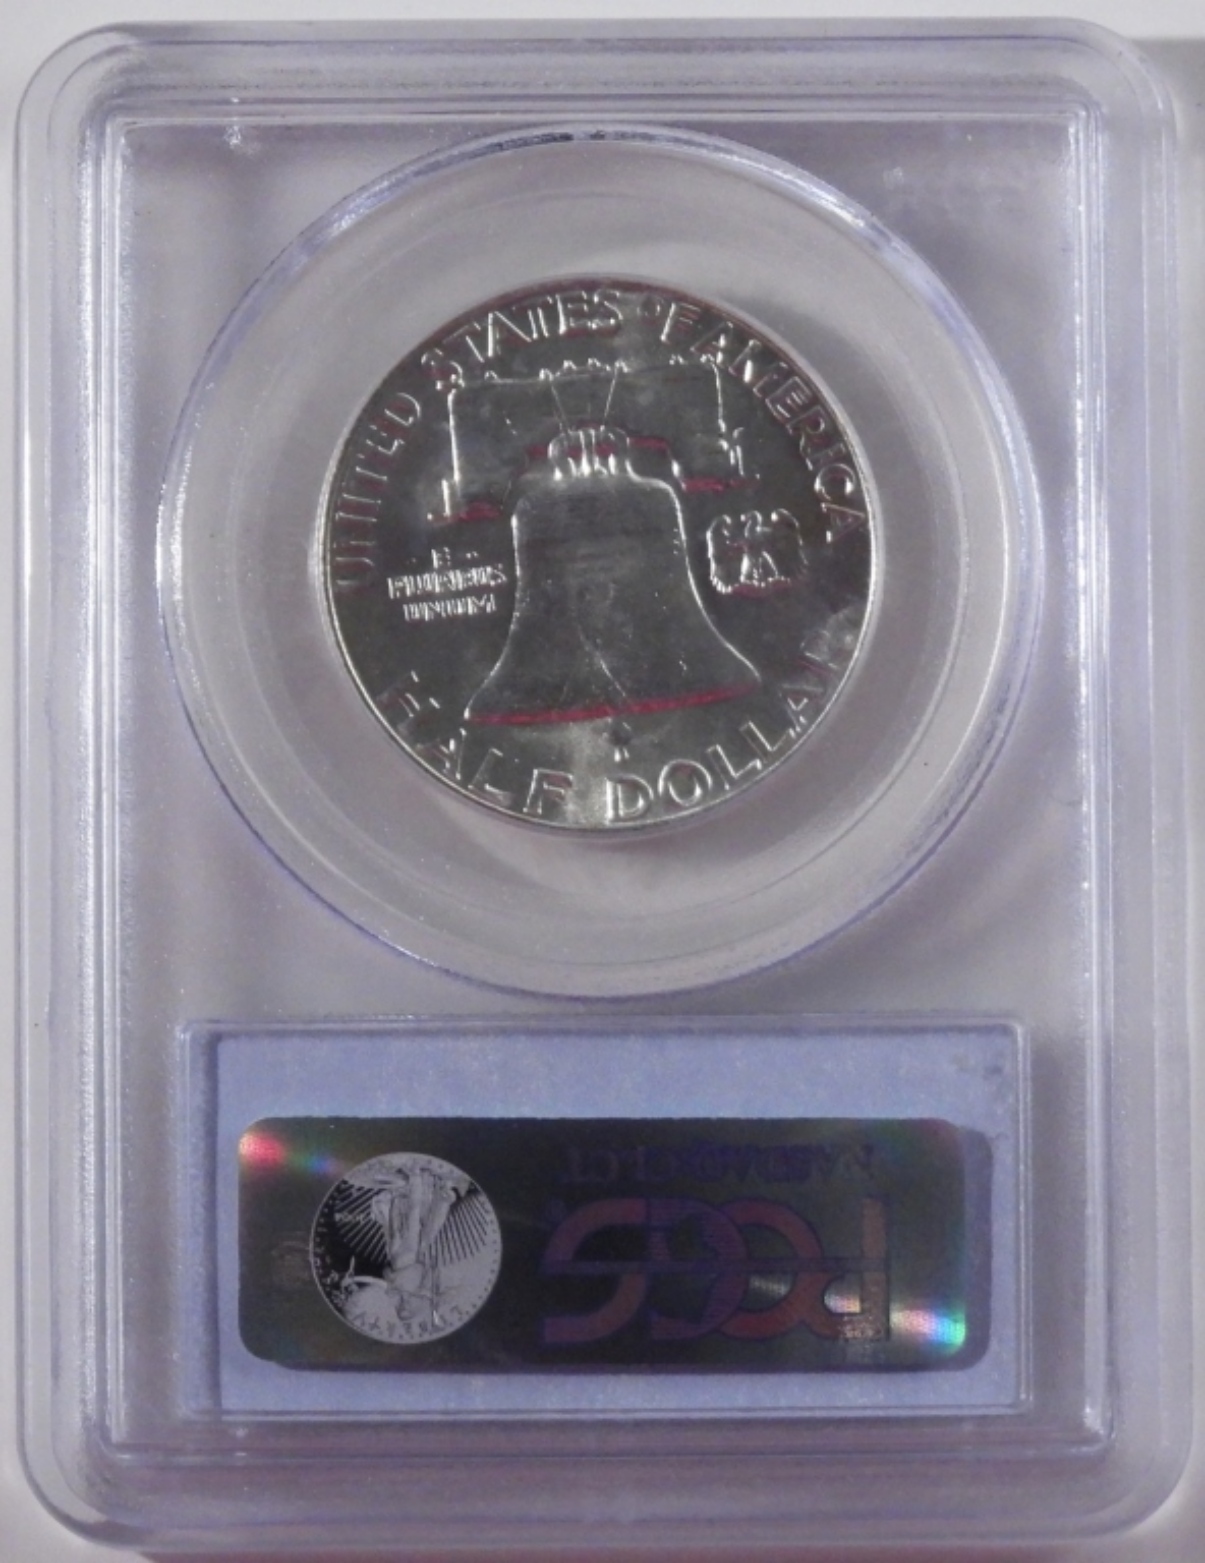 UNITED STATES OF AMERICA
E
PLURIBUS
UNUM
HALF DOLLAR
PCGS